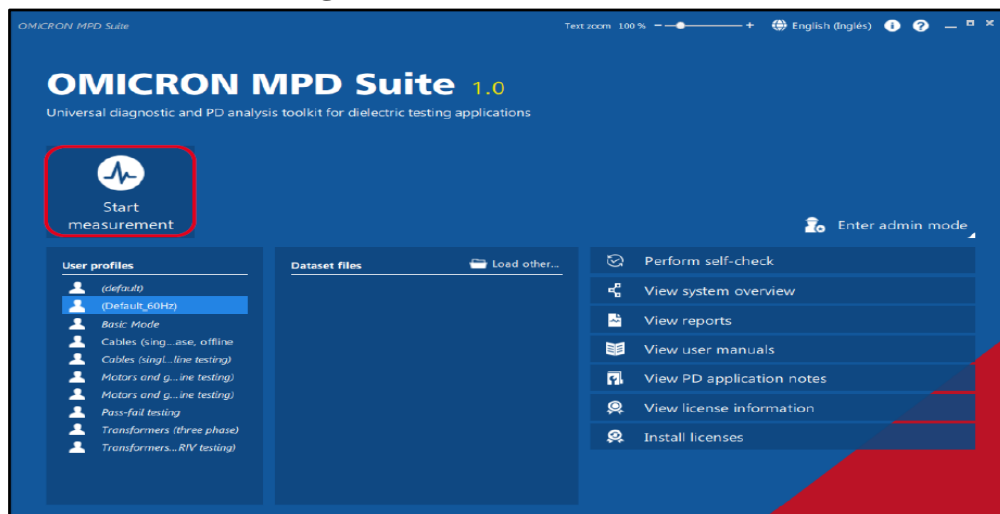 OMICRON MPD Suite
Text zoom 100 % − + English (Inglés)
OMICRON MPD Suite 1.0
Universal diagnostic and PD analysis toolkit for dielectric testing applications
Start
measurement
Enter admin mode
User profiles
(default)
(Default_60Hz)
Basic Mode
Cables (sing...ase, offline
Cables (singl...line testing)
Motors and g...ine testing)
Motors and g...ine testing)
Pass-fail testing
Transformers (three phase)
Transformers...RIV testing)
Dataset files Load other...
Perform self-check
View system overview
View reports
View user manuals
View PD application notes
View license information
Install licenses